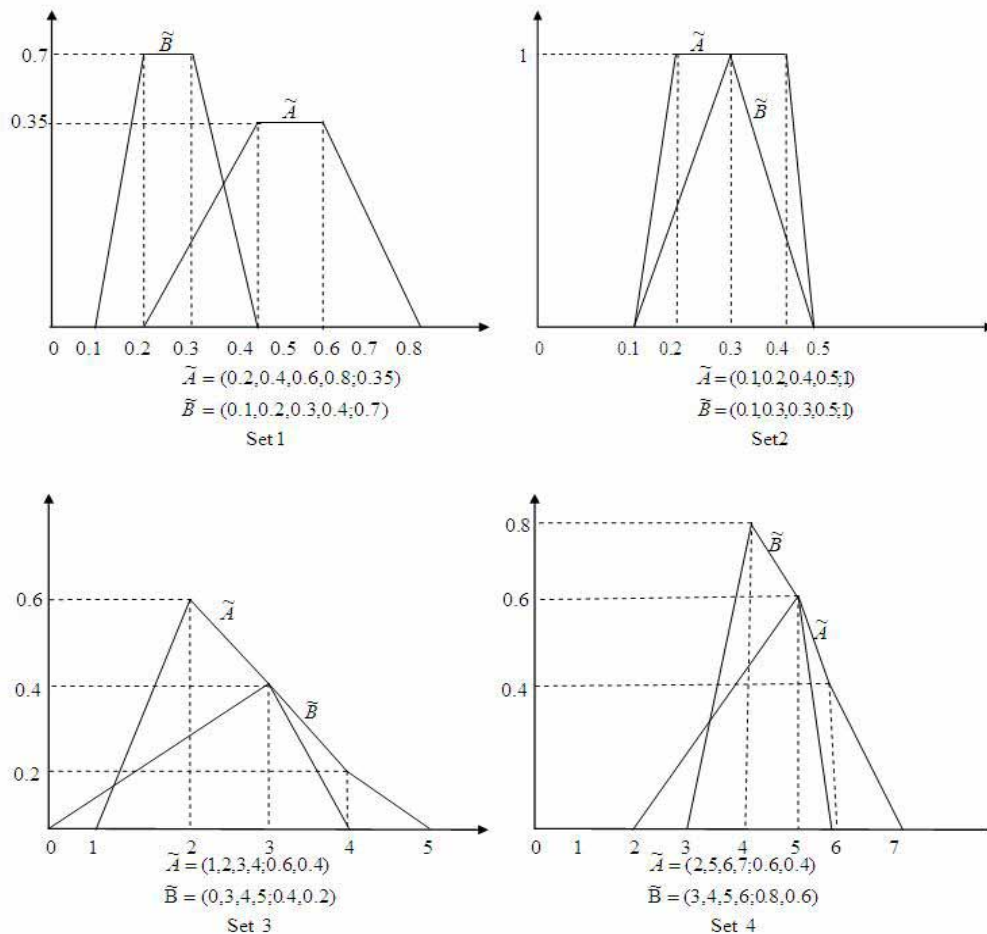 0.7
B̃
Ã
0.35
0 0.1 0.2 0.3 0.4 0.5 0.6 0.7 0.8
Ã = (0.2,0.4,0.6,0.8;0.35)
B̃ = (0.1,0.2,0.3,0.4;0.7)
Set 1
1
Ã
B̃
0 0.1 0.2 0.3 0.4 0.5
Ã = (0.1,0.2,0.4,0.5;1)
B̃ = (0.1,0.3,0.3,0.5;1)
Set2
0.6
Ã
0.4
B̃
0.2
0 1 2 3 4 5
Ã = (1,2,3,4;0.6,0.4)
B̃ = (0,3,4,5;0.4,0.2)
Set 3
0.8
B̃
0.6
Ã
0.4
0 1 2 3 4 5 6 7
Ã = (2,5,6,7;0.6,0.4)
B̃ = (3,4,5,6;0.8,0.6)
Set 4